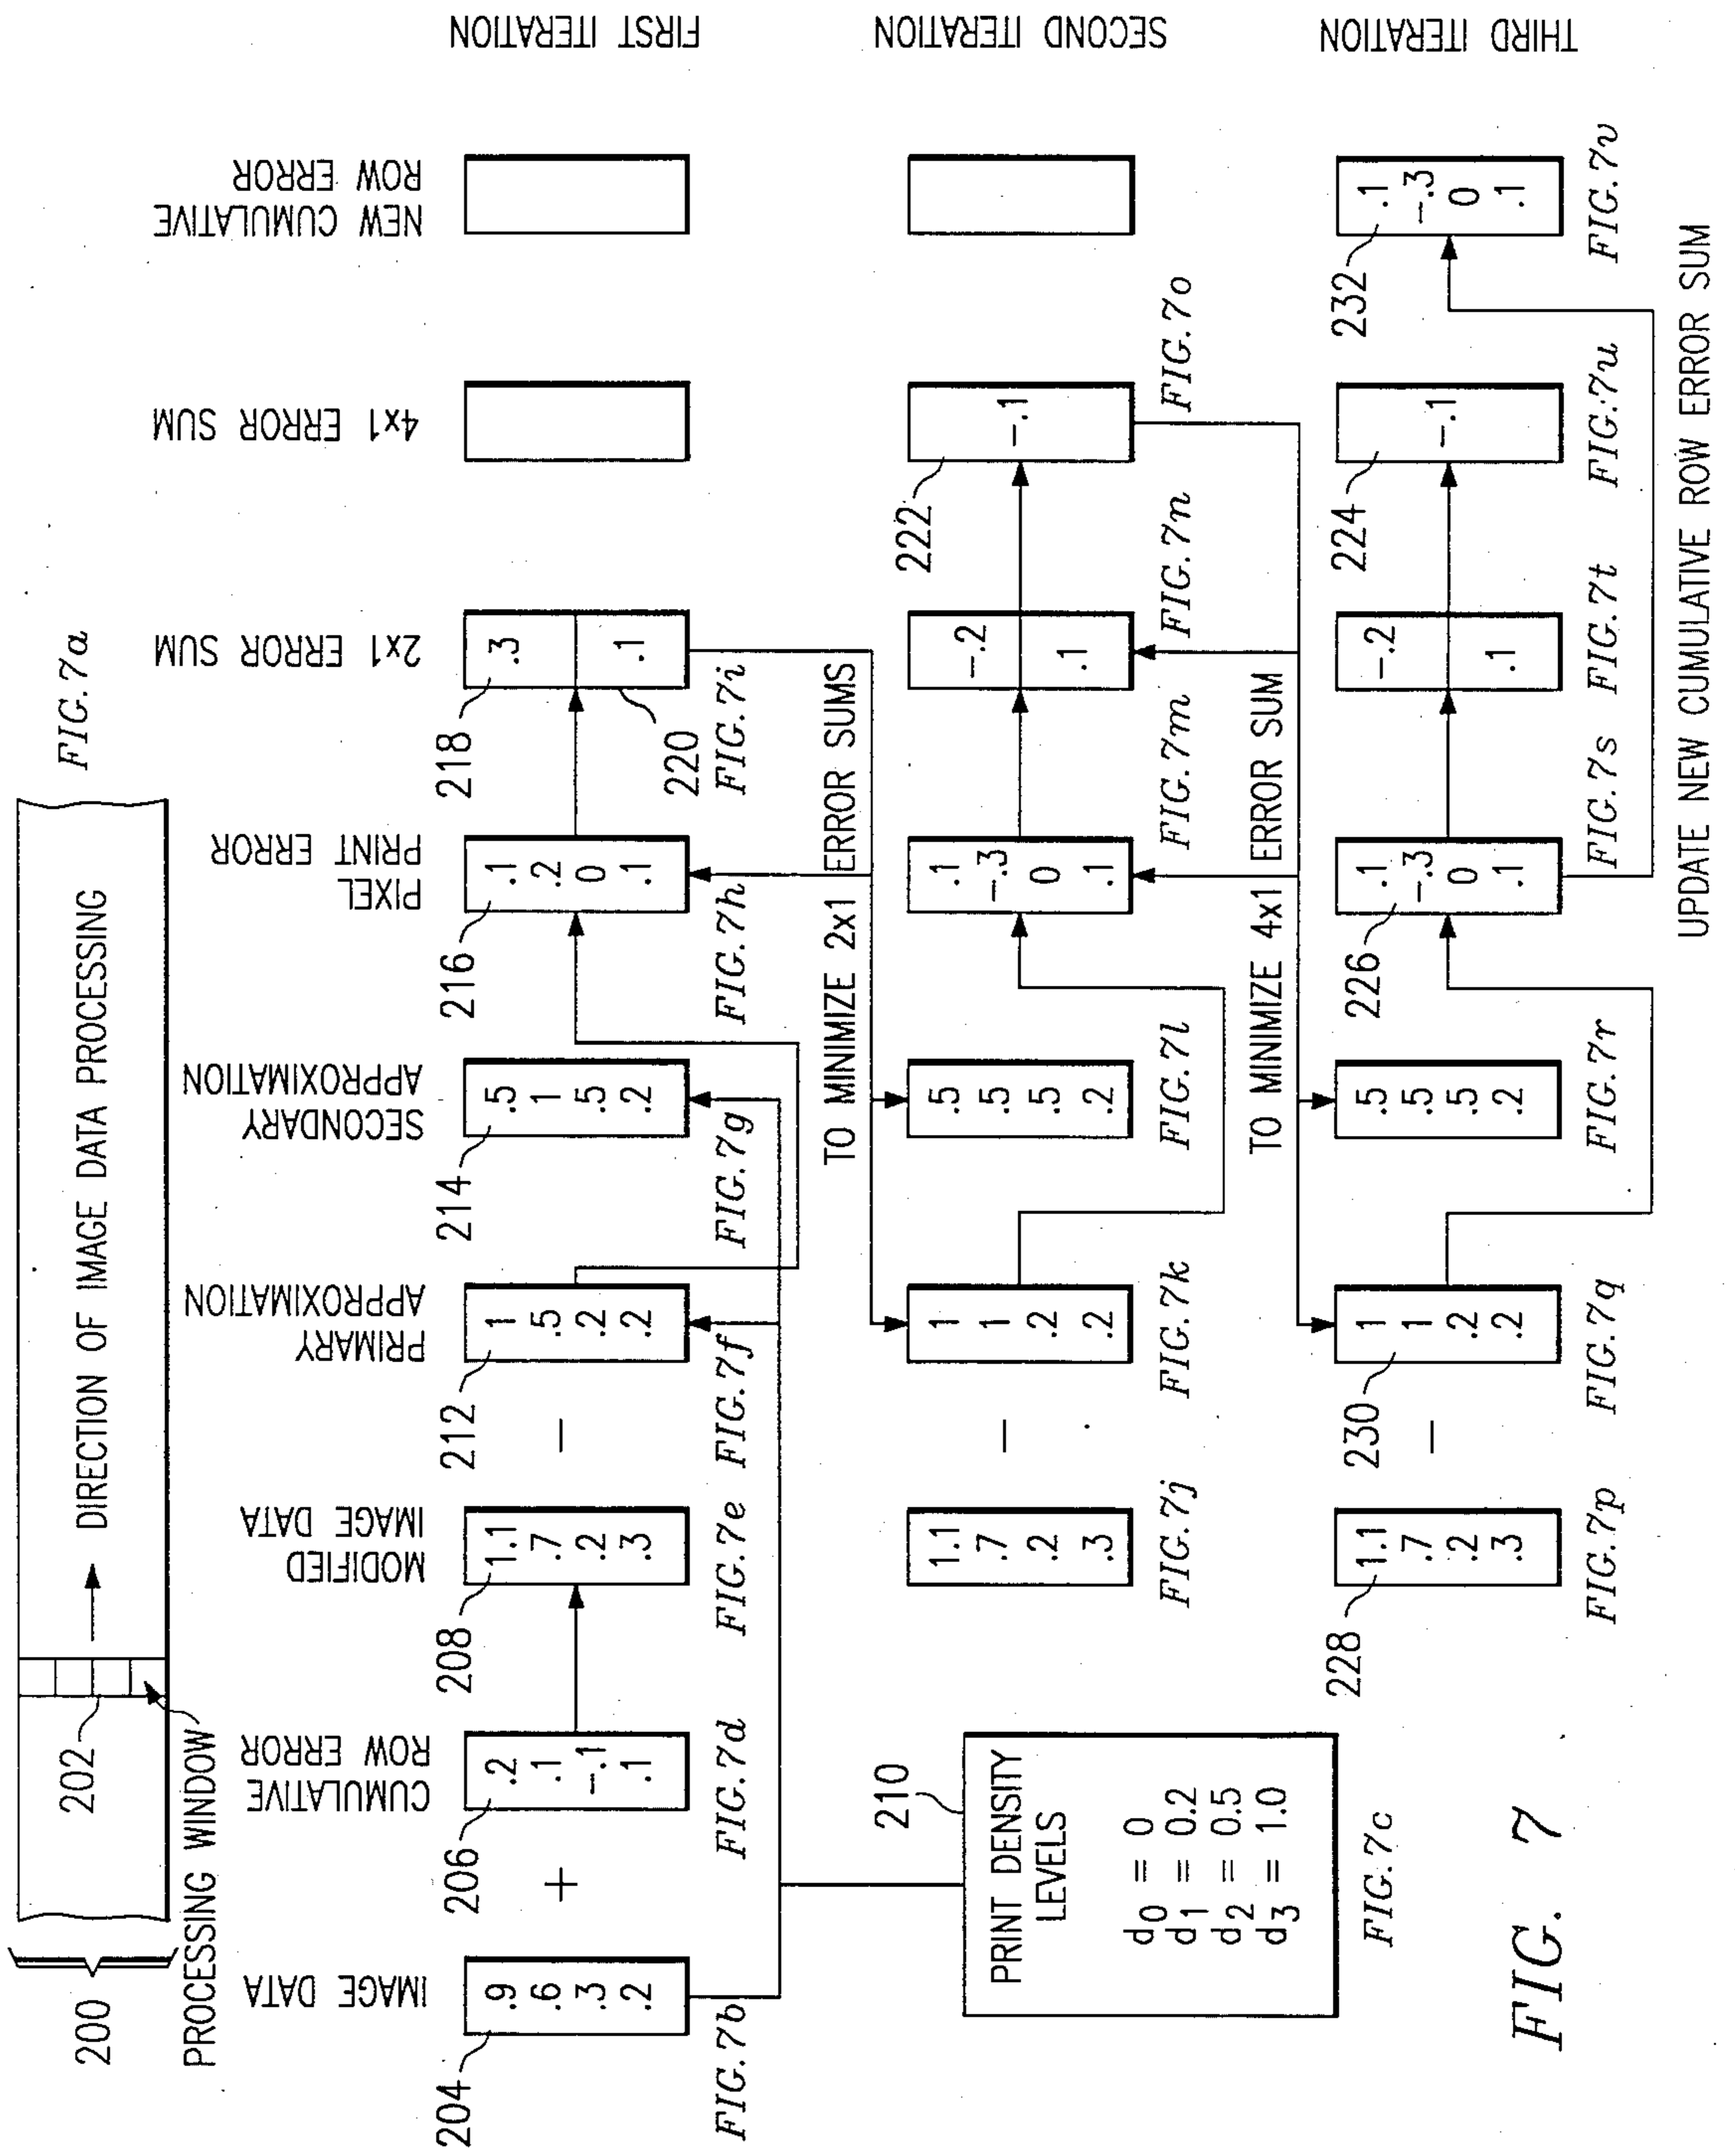 FIG. 7a
200
202
DIRECTION OF IMAGE DATA PROCESSING
PROCESSING WINDOW
IMAGE DATA
CUMULATIVE
ROW ERROR
MODIFIED
IMAGE DATA
PRIMARY
APPROXIMATION
SECONDARY
APPROXIMATION
PIXEL
PRINT ERROR
2x1 ERROR SUM
4x1 ERROR SUM
NEW CUMULATIVE
ROW ERROR
FIRST ITERATION
204
.9
.6
.3
.2
FIG. 7b
+
206
.2
.1
-.1
.1
FIG. 7d
208
1.1
.7
.2
.3
FIG. 7e
–
212
1
.5
.2
.2
FIG. 7f
214
.5
1
.5
.2
FIG. 7g
216
.1
.2
0
.1
FIG. 7h
218
.3
.1
220
FIG. 7i
TO MINIMIZE 2x1 ERROR SUMS
SECOND ITERATION
1.1
.7
.2
.3
FIG. 7j
–
1
1
.2
.2
FIG. 7k
.5
.5
.5
.2
FIG. 7l
.1
-.3
0
.1
FIG. 7m
-.2
.1
FIG. 7n
222
-.1
FIG. 7o
TO MINIMIZE 4x1 ERROR SUM
THIRD ITERATION
228
1.1
.7
.2
.3
FIG. 7p
–
230
1
1
.2
.2
FIG. 7q
.5
.5
.5
.2
FIG. 7r
226
.1
-.3
0
.1
FIG. 7s
-.2
.1
FIG. 7t
224
-.1
FIG. 7u
232
.1
-.3
0
.1
FIG. 7v
UPDATE NEW CUMULATIVE ROW ERROR SUM
210
PRINT DENSITY
LEVELS
d0 = 0
d1 = 0.2
d2 = 0.5
d3 = 1.0
FIG. 7c
FIG. 7